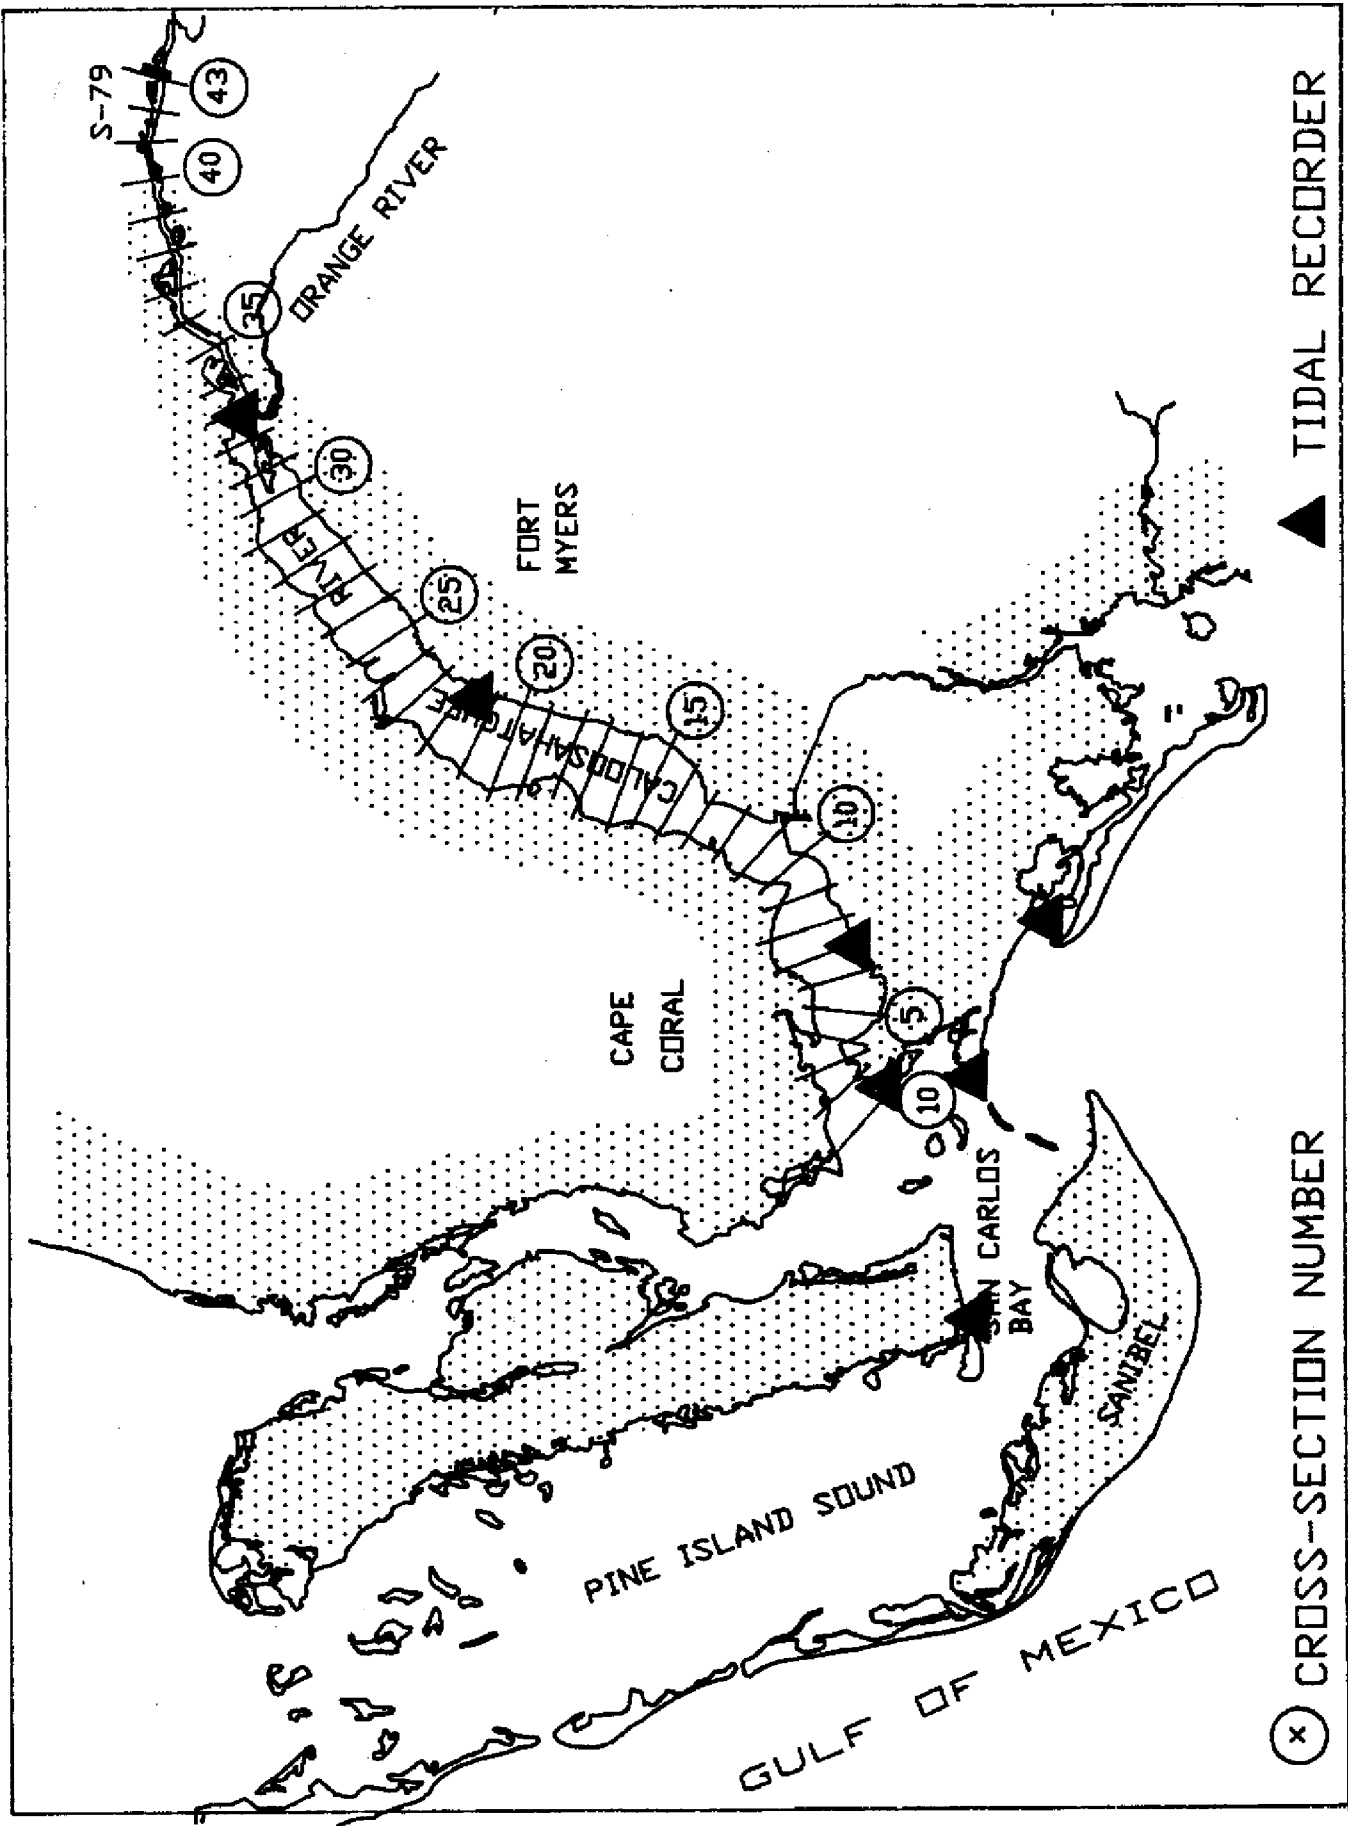 S-79
43
40
ORANGE RIVER
35
30
RIVER
25
FORT
MYERS
20
CALOOSAHATCHEE
15
10
CAPE
CORAL
5
10
SAN CARLOS
BAY
SANIBEL
PINE ISLAND SOUND
GULF OF MEXICO
x CROSS-SECTION NUMBER
TIDAL RECORDER